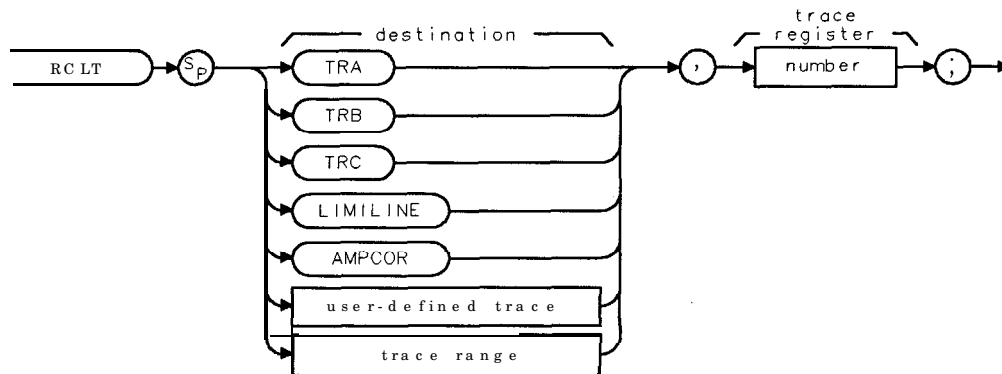 destination
trace
register
RCLT
SP
TRA
,
number
;
TRB
TRC
LIMILINE
AMPCOR
user-defined trace
trace range